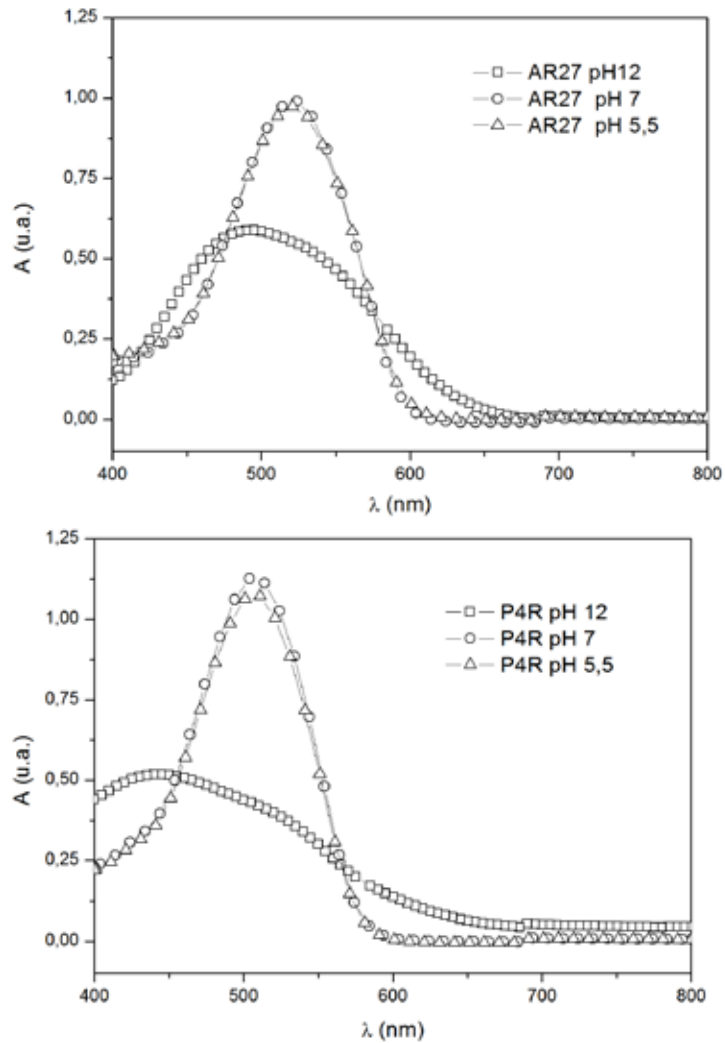 1,25
1,00
0,75
0,50
0,25
0,00
A (u.a.)
AR27 pH12
AR27 pH 7
AR27 pH 5,5
400 500 600 700 800
λ (nm)
1,25
1,00
0,75
0,50
0,25
0,00
A (u.a.)
P4R pH 12
P4R pH 7
P4R pH 5,5
400 500 600 700 800
λ (nm)